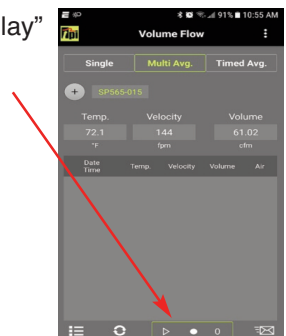 lay”
91% 10:55 AM
TPI Volume Flow
Single Multi Avg. Timed Avg.
+ SP565-015
Temp. Velocity Volume
72.1 144 61.02
°F fpm cfm
Date Time Temp. Velocity Volume Air
0